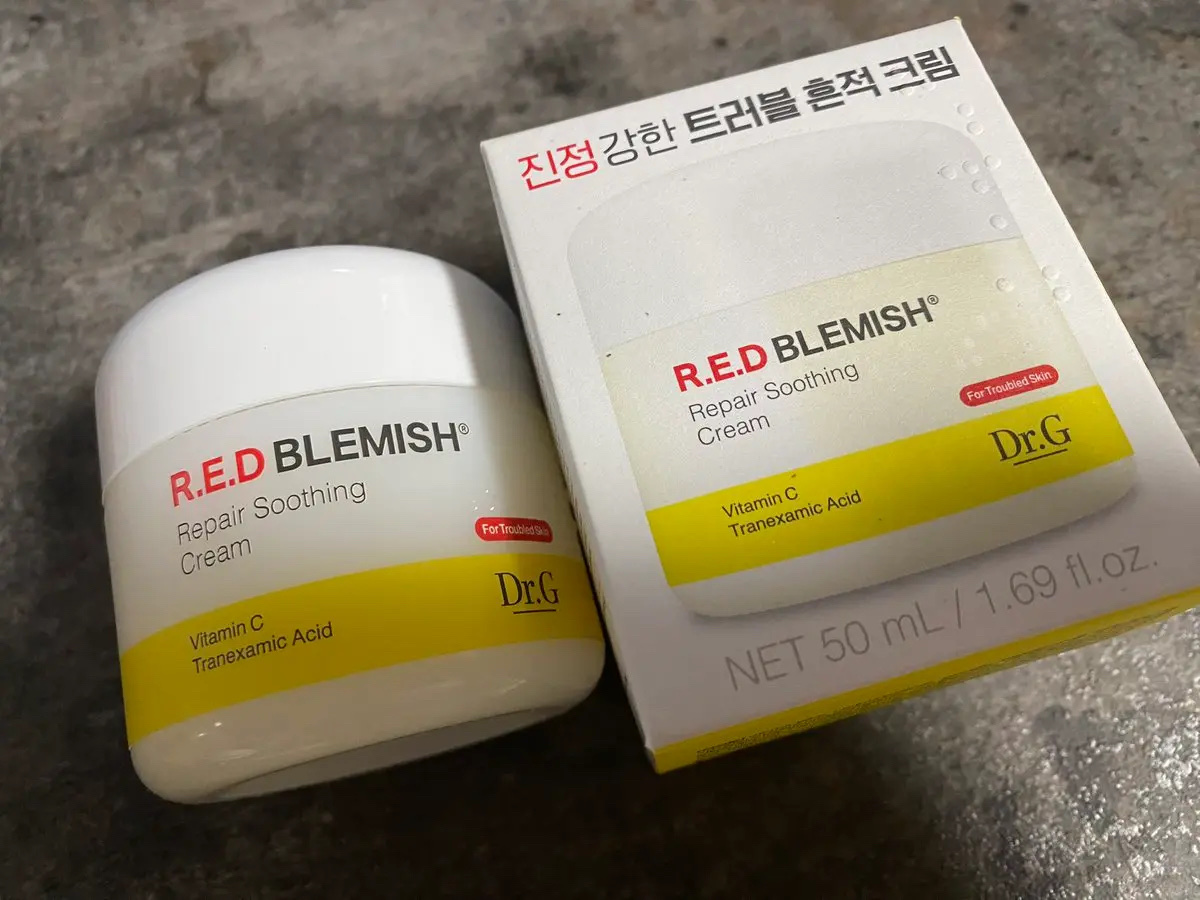 R.E.D BLEMISH®
Repair Soothing
Cream
For Troubled Skin
Dr.G
Vitamin C
Tranexamic Acid
진정 강한 트러블 흔적 크림
R.E.D BLEMISH®
Repair Soothing
Cream
For Troubled Skin
Dr.G
Vitamin C
Tranexamic Acid
NET 50 mL / 1.69 fl.oz.